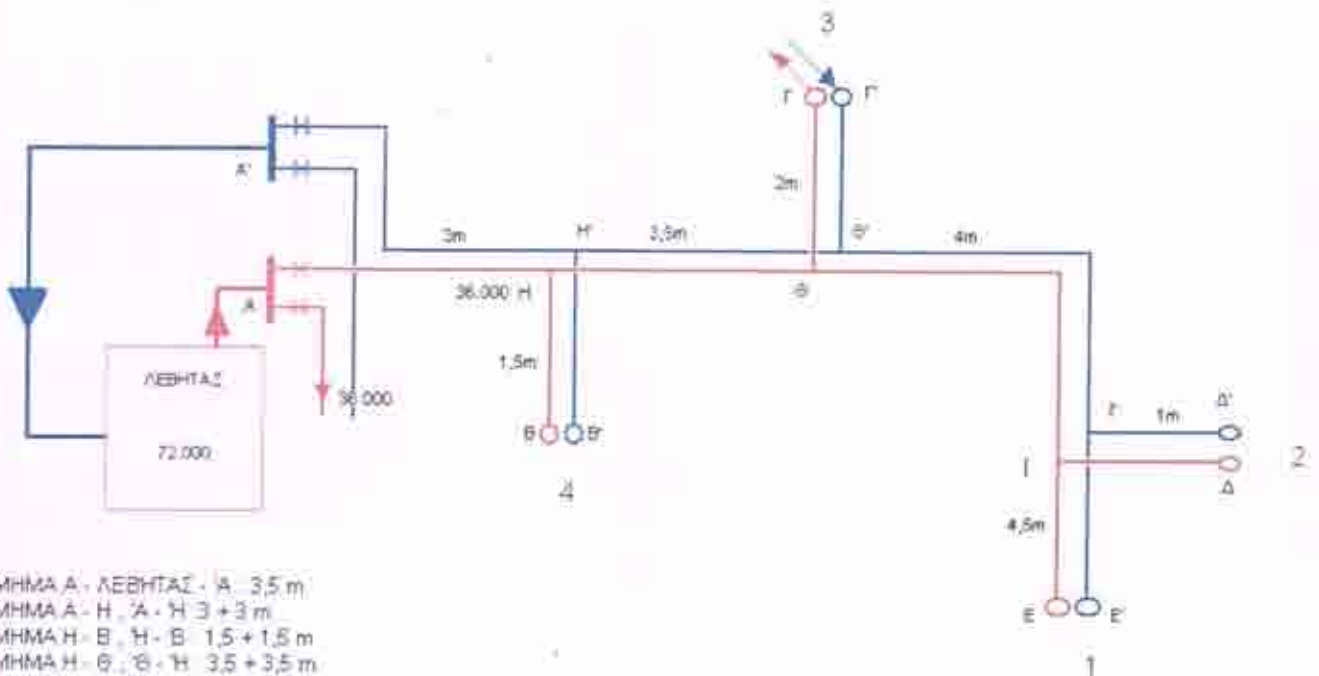 3
Γ Γ'
Α'
2m
3m Η' 3,5m Θ' 4m
Α
36.000 Η Θ
ΛΕΒΗΤΑΣ
1,5m
36.000
72.000
Θ Β'
4
Ι' 1m Δ'
Ι
2
Δ
4,5m
Ε Ε'
1
ΜΗΜΑ Α - ΛΕΒΗΤΑΣ - 'Α 3,5 m
ΜΗΜΑ Α - Η , 'Α - 'Η 3 + 3 m
ΜΗΜΑ Η - Β , 'Η - 'Β 1,5 + 1,5 m
ΜΗΜΑ Η - Θ , 'Θ - 'Η 3,5 + 3,5 m